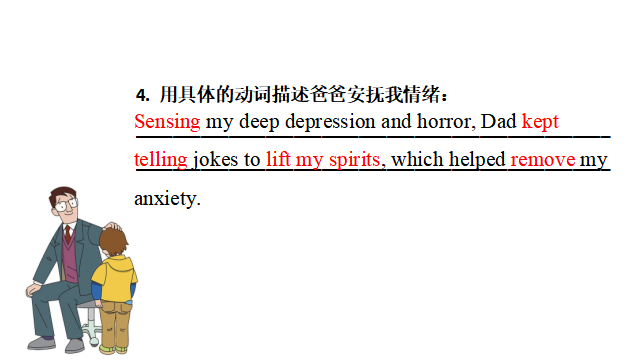 4. 用具体的动词描述爸爸安抚我情绪：
Sensing my deep depression and horror, Dad kept
telling jokes to lift my spirits, which helped remove my
anxiety.